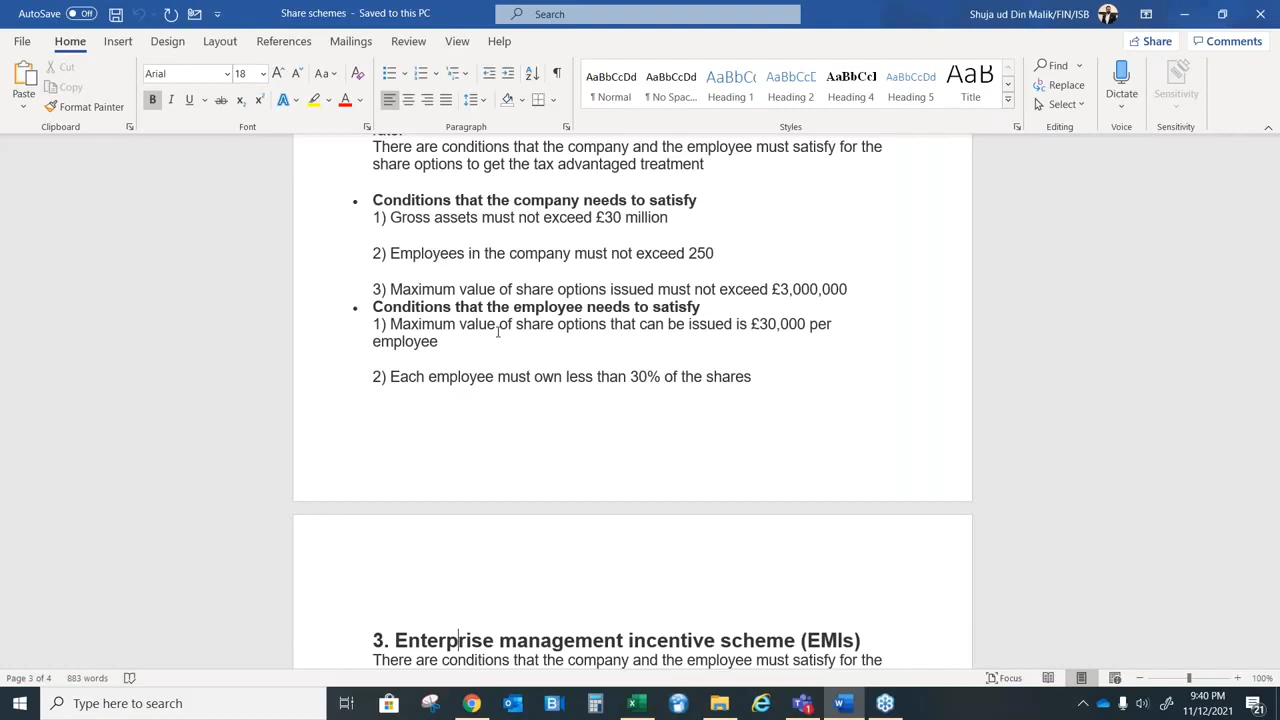 AutoSave Off
Share schemes - Saved to this PC
Search
Shuja ud Din Malik/FIN/ISB
File Home Insert Design Layout References Mailings Review View Help
Share Comments
Paste
Cut
Copy
Format Painter
Clipboard
Arial 18
Font
Paragraph
AaBbCcDd AaBbCcDd AaBbCc AaBbCcE AaBbCcI AaBbCcDd AaB
¶ Normal ¶ No Spac... Heading 1 Heading 2 Heading 4 Heading 5 Title
Styles
Find
Replace
Select
Editing
Dictate
Voice
Sensitivity
Sensitivity
There are conditions that the company and the employee must satisfy for the
share options to get the tax advantaged treatment
• Conditions that the company needs to satisfy
1) Gross assets must not exceed £30 million
2) Employees in the company must not exceed 250
3) Maximum value of share options issued must not exceed £3,000,000
• Conditions that the employee needs to satisfy
1) Maximum value of share options that can be issued is £30,000 per
employee
2) Each employee must own less than 30% of the shares
3. Enterprise management incentive scheme (EMIs)
There are conditions that the company and the employee must satisfy for the
Page 3 of 4 883 words
Focus
100%
Type here to search
9:40 PM
11/12/2021
21